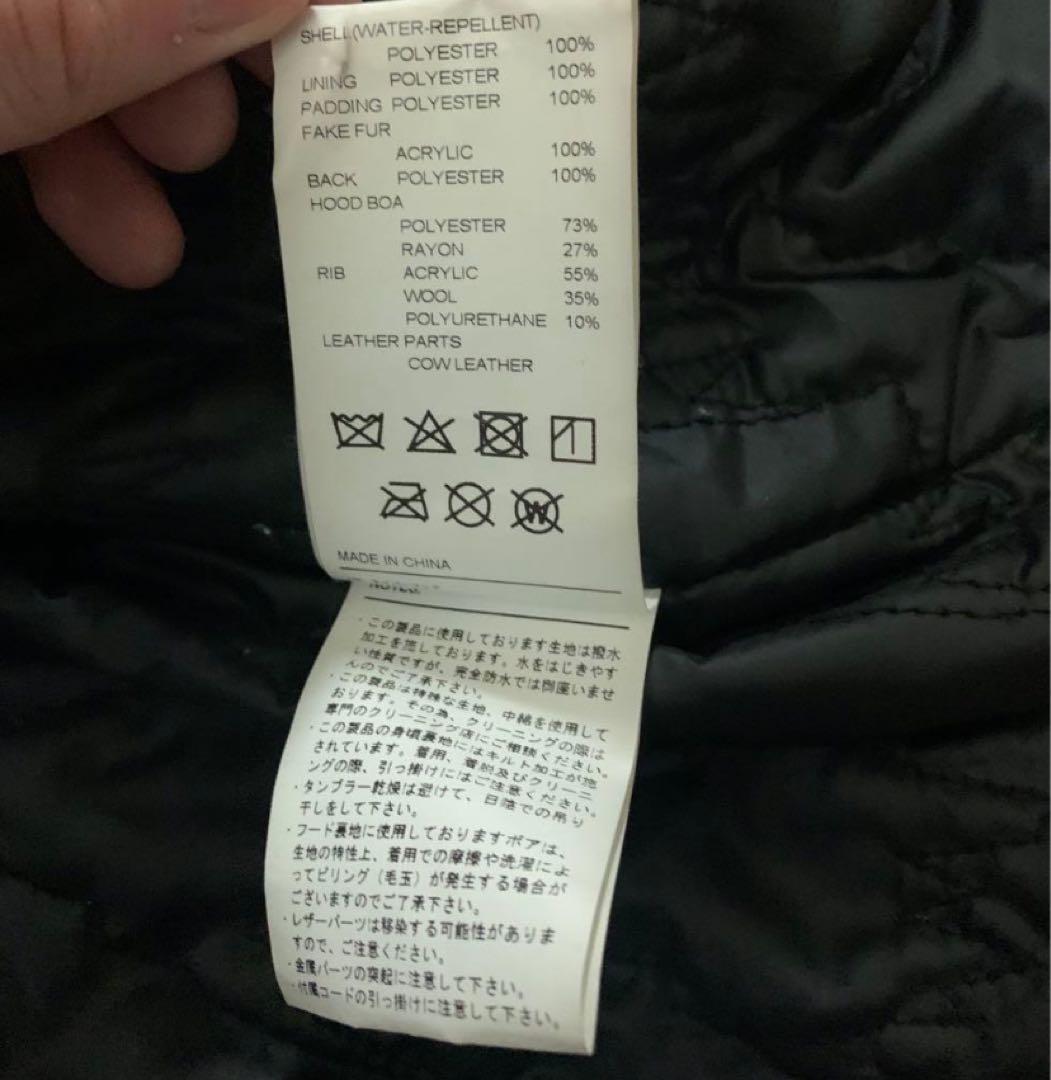 SHELL(WATER-REPELLENT)
POLYESTER 100%
LINING POLYESTER 100%
PADDING POLYESTER 100%
FAKE FUR
ACRYLIC 100%
BACK POLYESTER 100%
HOOD BOA
POLYESTER 73%
RAYON 27%
RIB ACRYLIC 55%
WOOL 35%
POLYURETHANE 10%
LEATHER PARTS
COW LEATHER
W
MADE IN CHINA
・この製品に使用しております生地は撥水
加工を施しております。水をはじきやす
い性質ですが、完全防水では御座いませ
んのでご了承下さい。
・この製品は特殊な生地、中綿を使用して
おります。その為、クリーニングの際は
専門のクリーニング店にご相談ください。
・この製品の身頃裏地にはキルト加工が施
されています。着用、着脱及びクリーニ
ングの際、引っ掛けにはご注意ください。
・タンブラー乾燥は避けて、日陰での吊り
干しをして下さい。
・フード裏地に使用しておりますボアは、
生地の特性上、着用での摩擦や洗濯によ
ってピリング(毛玉)が発生する場合が
ございますのでご了承下さい。
・レザーパーツは移染する可能性がありま
すので、ご注意ください。
・金属パーツの突起に注意して下さい。
・付属コードの引っ掛けに注意して下さい。